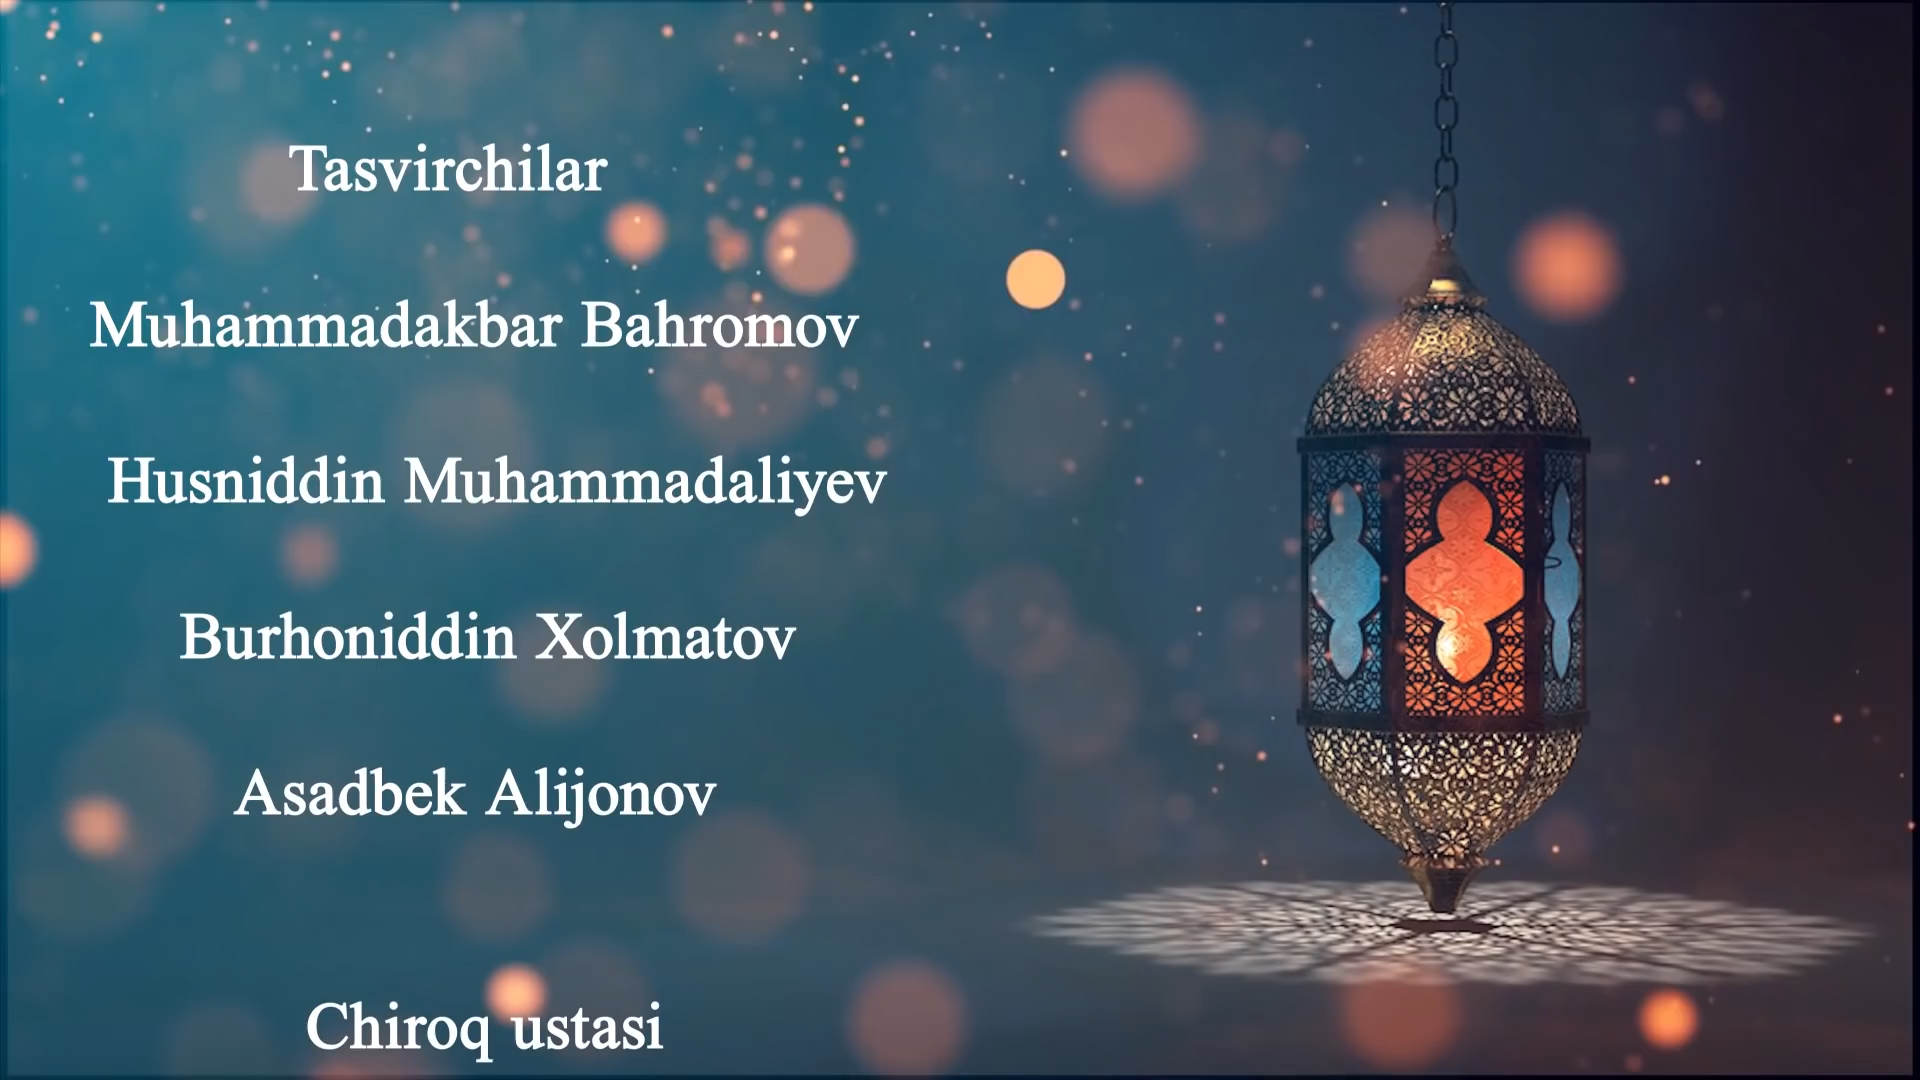 Tasvirchilar
Muhammadakbar Bahromov
Husniddin Muhammadaliyev
Burhoniddin Xolmatov
Asadbek Alijonov
Chiroq ustasi